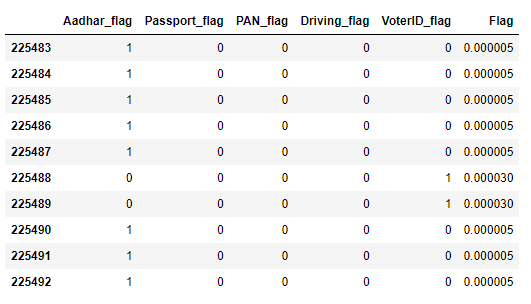 Aadhar_flag Passport_flag PAN_flag Driving_flag VoterID_flag Flag
225483 1 0 0 0 0 0.000005
225484 1 0 0 0 0 0.000005
225485 1 0 0 0 0 0.000005
225486 1 0 0 0 0 0.000005
225487 1 0 0 0 0 0.000005
225488 0 0 0 0 1 0.000030
225489 0 0 0 0 1 0.000030
225490 1 0 0 0 0 0.000005
225491 1 0 0 0 0 0.000005
225492 1 0 0 0 0 0.000005